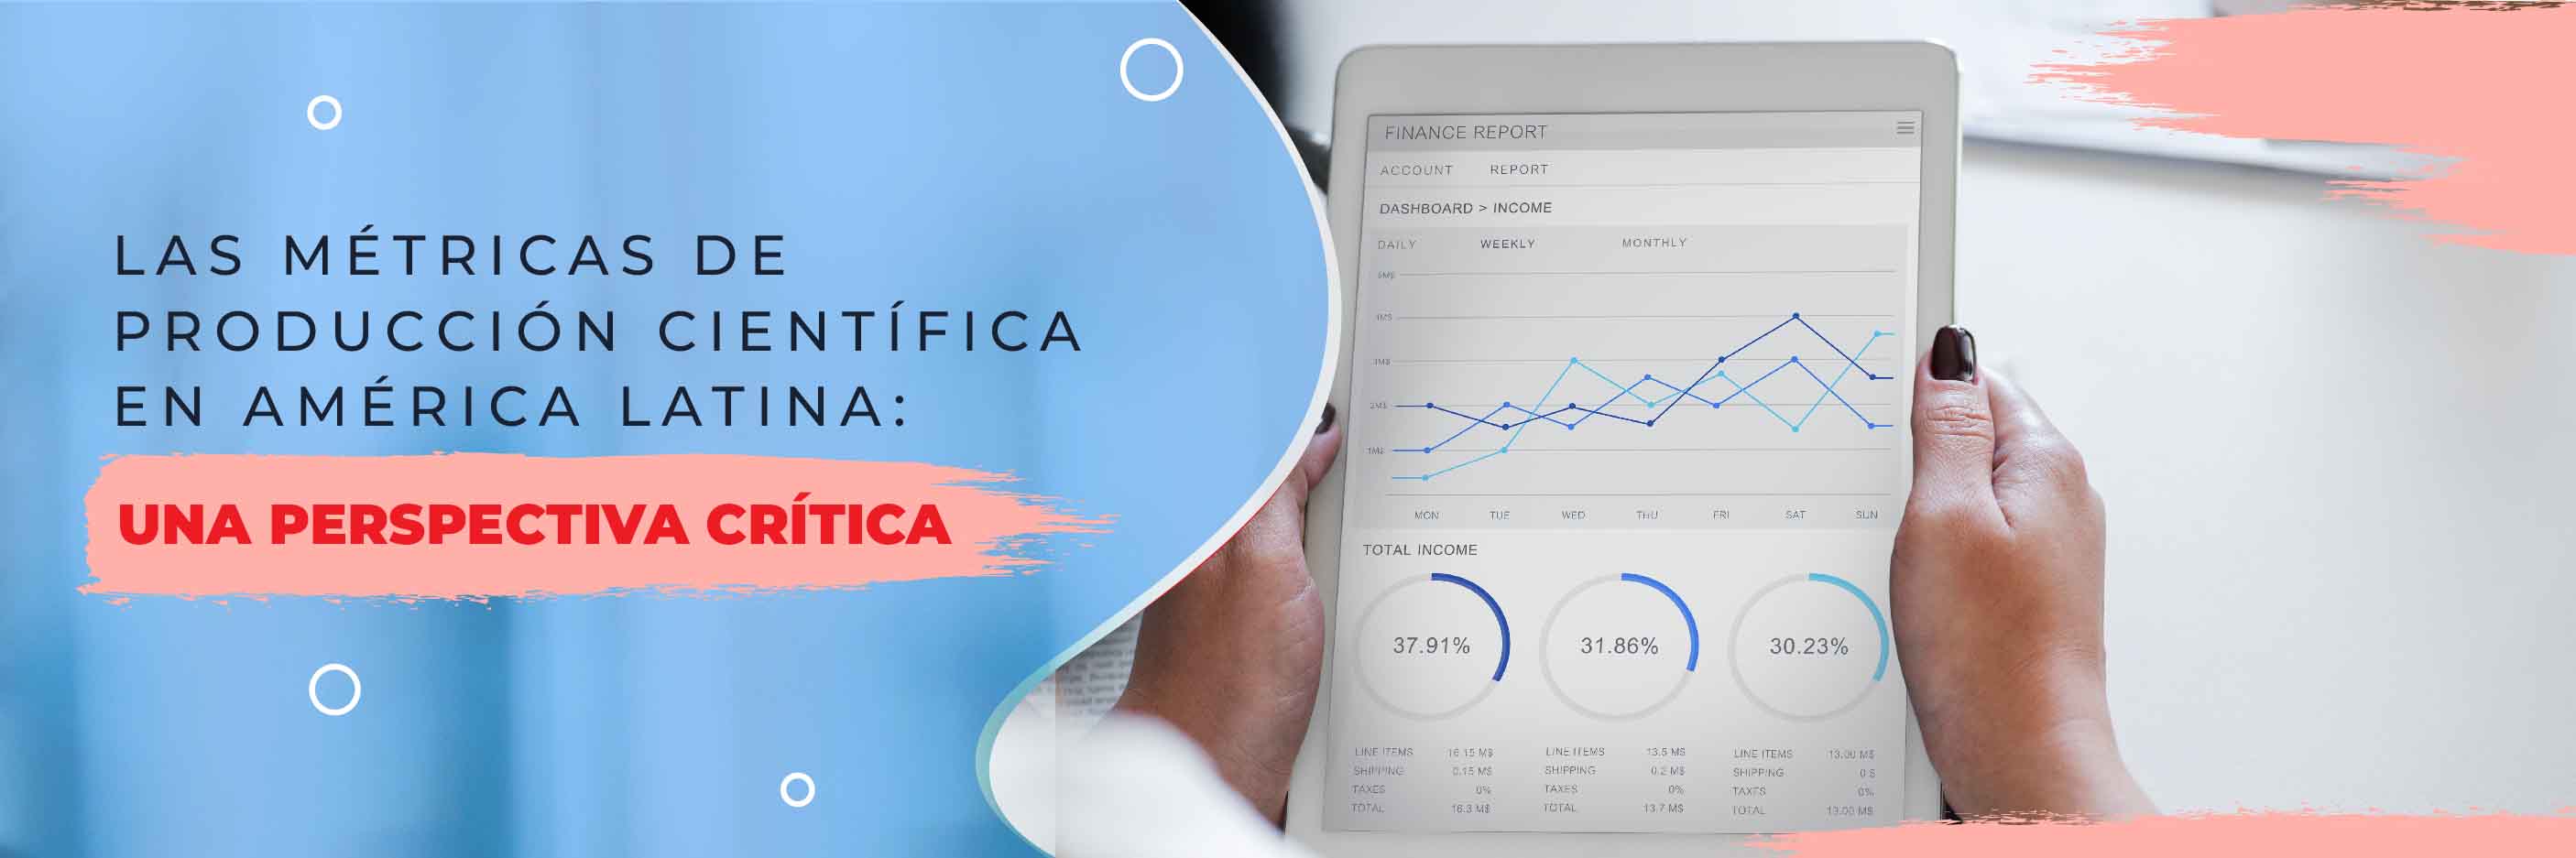 LAS MÉTRICAS DE
PRODUCCIÓN CIENTÍFICA
EN AMÉRICA LATINA:
UNA PERSPECTIVA CRÍTICA
FINANCE REPORT
ACCOUNT REPORT
DASHBOARD > INCOME
DAILY WEEKLY MONTHLY
5M$
4M$
3M$
2M$
1M$
MON TUE WED THU FRI SAT SUN
TOTAL INCOME
37.91% 31.86% 30.23%
LINE ITEMS 16.15 M$ LINE ITEMS 13.5 M$ LINE ITEMS 13.00 M$
SHIPPING 0.15 M$ SHIPPING 0.2 M$ SHIPPING 0 $
TAXES 0% TAXES 0% TAXES 0%
TOTAL 16.3 M$ TOTAL 13.7 M$ TOTAL 13.00 M$